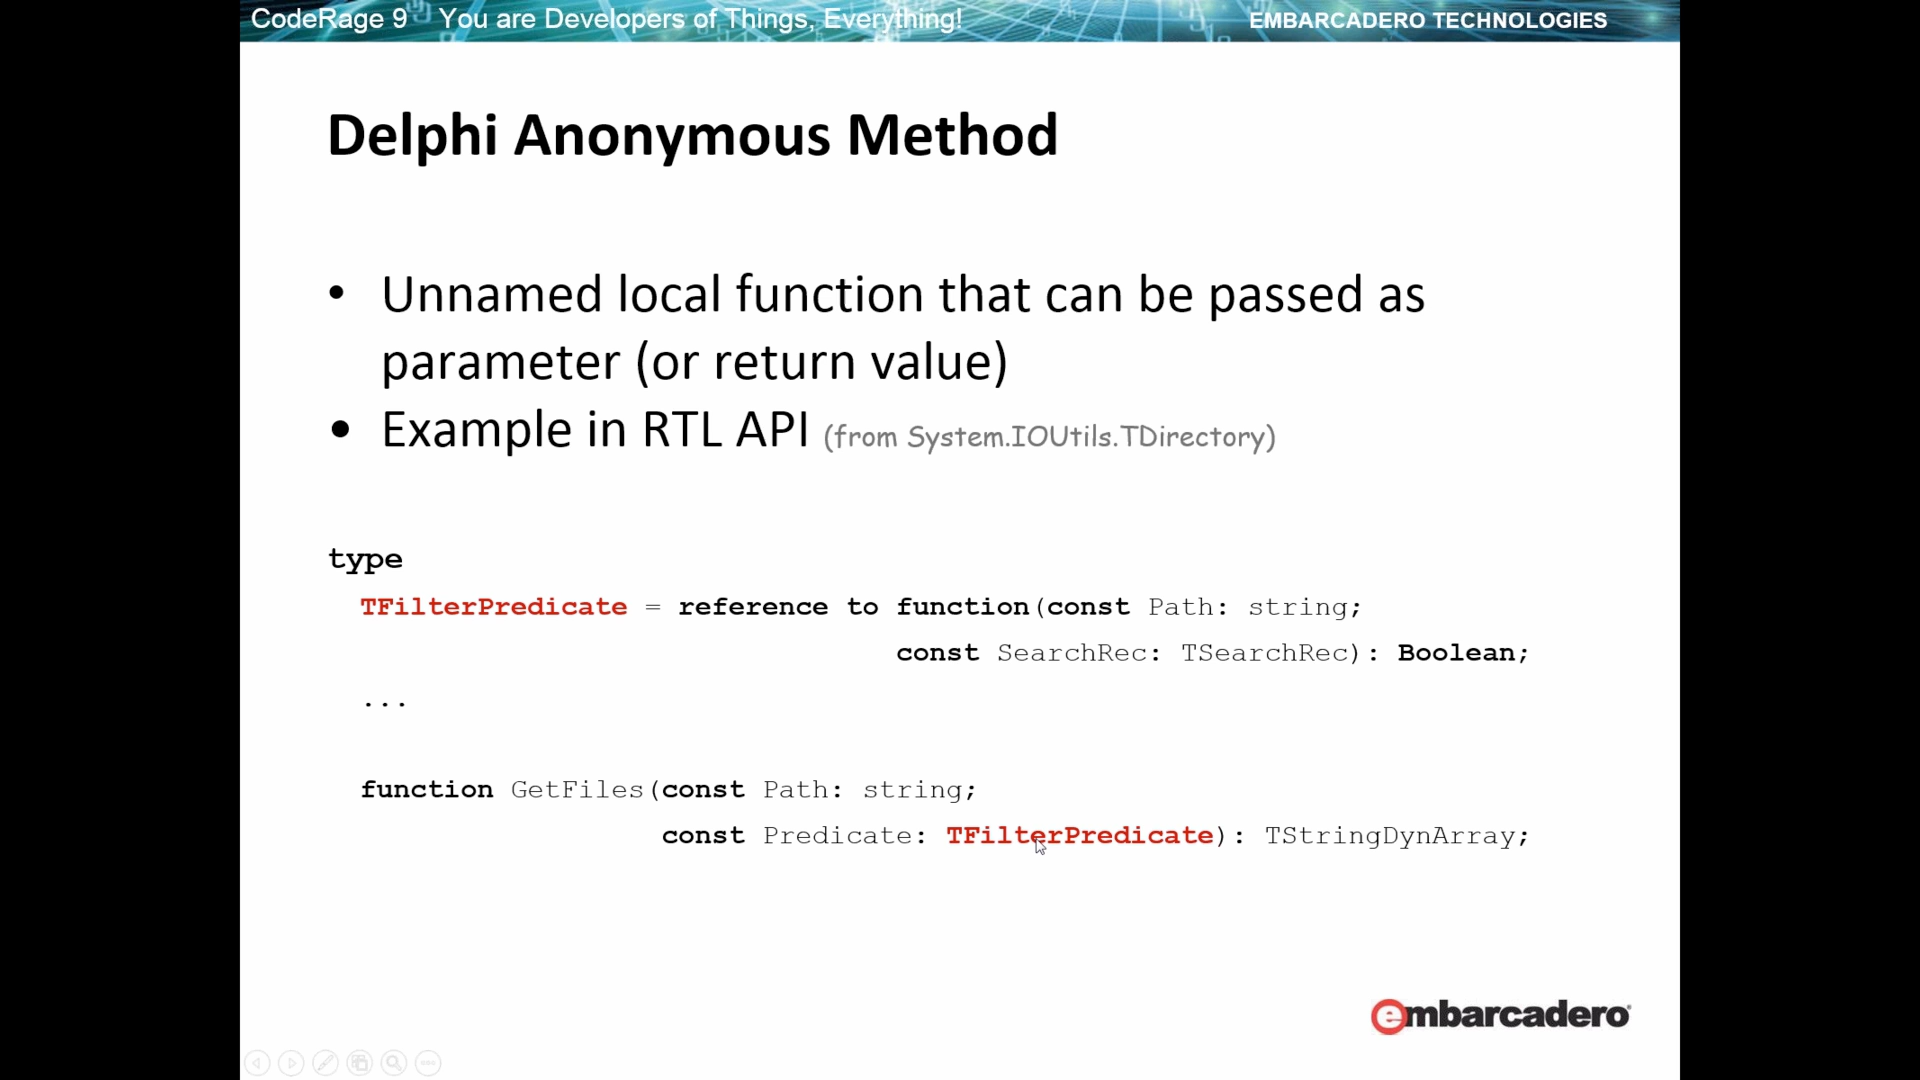 CodeRage 9 You are Developers of Things, Everything! EMBARCADERO TECHNOLOGIES
Delphi Anonymous Method
• Unnamed local function that can be passed as
parameter (or return value)
• Example in RTL API (from System.IOUtils.TDirectory)
type
TFilterPredicate = reference to function(const Path: string;
const SearchRec: TSearchRec): Boolean;
...
function GetFiles(const Path: string;
const Predicate: TFilterPredicate): TStringDynArray;
embarcadero